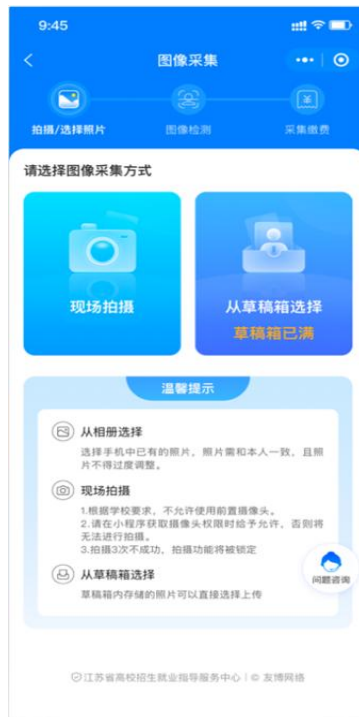 9:45
图像采集
拍摄/选择照片
图像检测
采集缴费
请选择图像采集方式
现场拍摄
从草稿箱选择
草稿箱已满
温馨提示
从相册选择
选择手机中已有的照片，照片需和本人一致，且照
片不得过度调整。
现场拍摄
1.根据学校要求，不允许使用前置摄像头。
2.请在小程序获取摄像头权限时给予允许，否则将
无法进行拍摄。
3.拍摄3次不成功，拍摄功能将被锁定
从草稿箱选择
草稿箱内存储的照片可以直接选择上传
问题咨询
江苏省高校招生就业指导服务中心 | © 友博网络